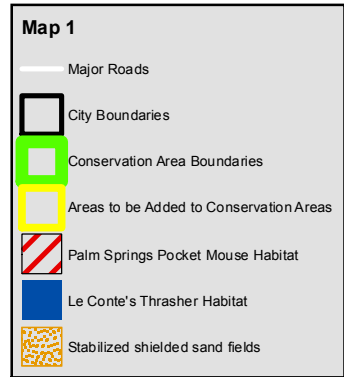 Map 1
Major Roads
City Boundaries
Conservation Area Boundaries
Areas to be Added to Conservation Areas
Palm Springs Pocket Mouse Habitat
Le Conte's Thrasher Habitat
Stabilized shielded sand fields